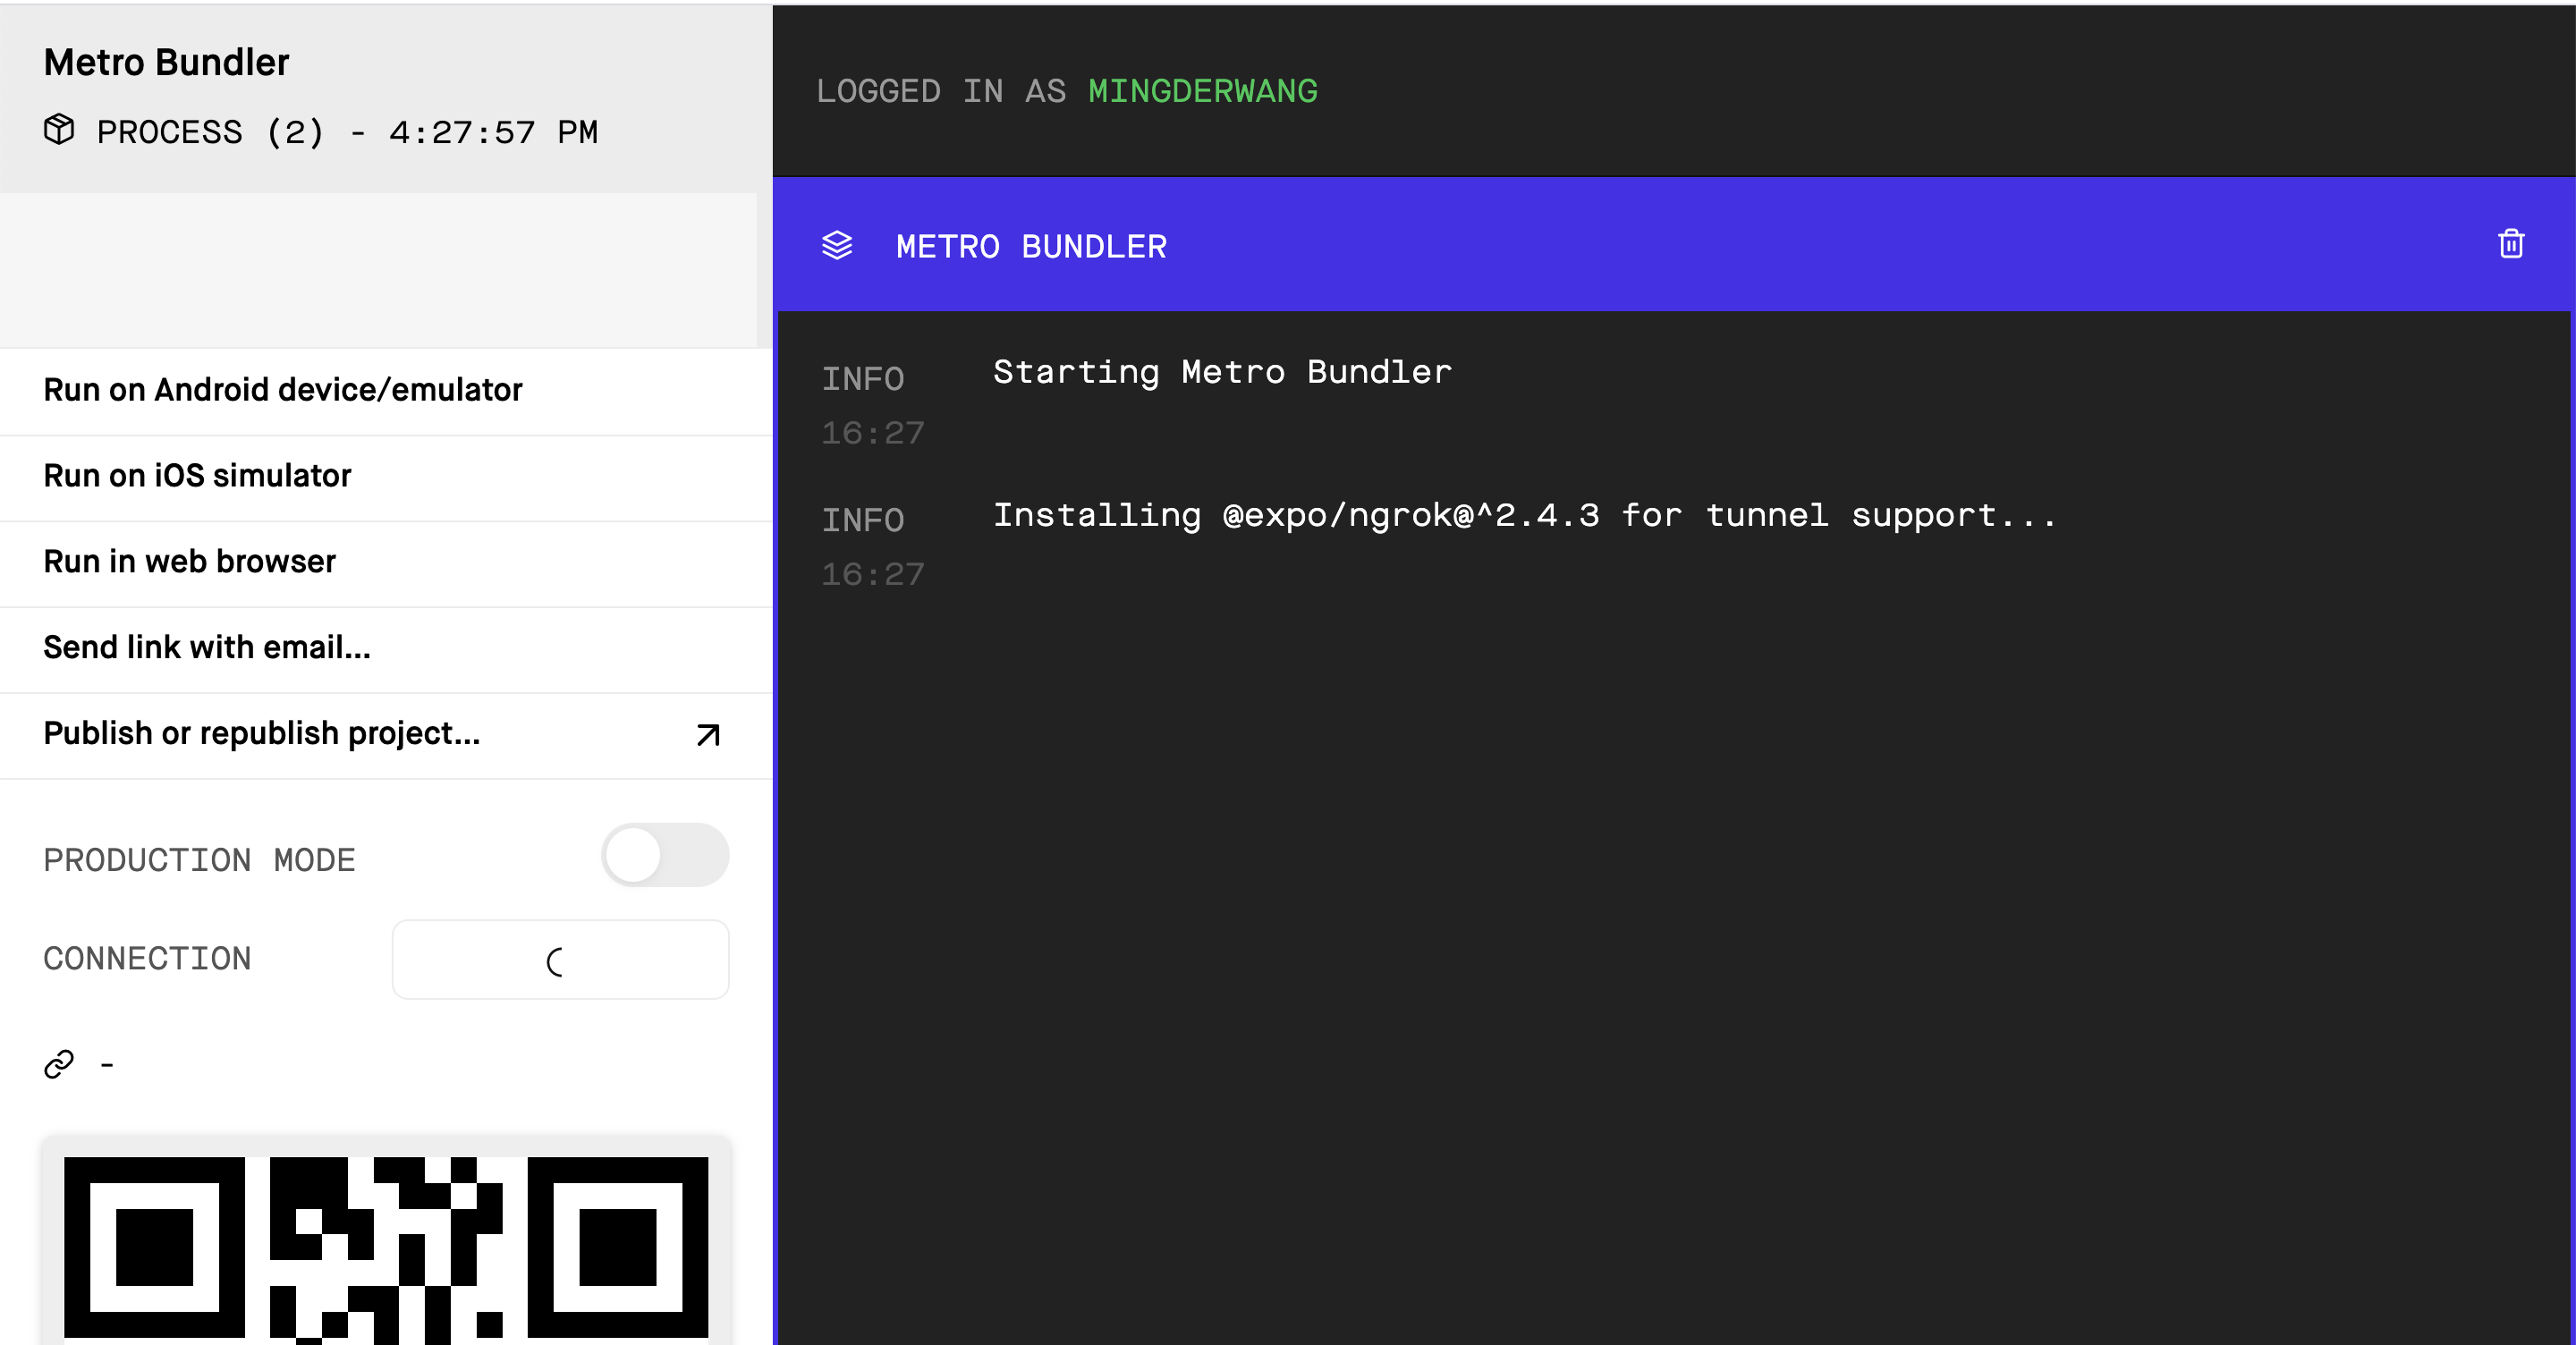 Metro Bundler
PROCESS (2) - 4:27:57 PM
Run on Android device/emulator
Run on iOS simulator
Run in web browser
Send link with email...
Publish or republish project...
PRODUCTION MODE
CONNECTION
-
LOGGED IN AS MINGDERWANG
METRO BUNDLER
INFO Starting Metro Bundler
16:27
INFO Installing @expo/ngrok@^2.4.3 for tunnel support...
16:27